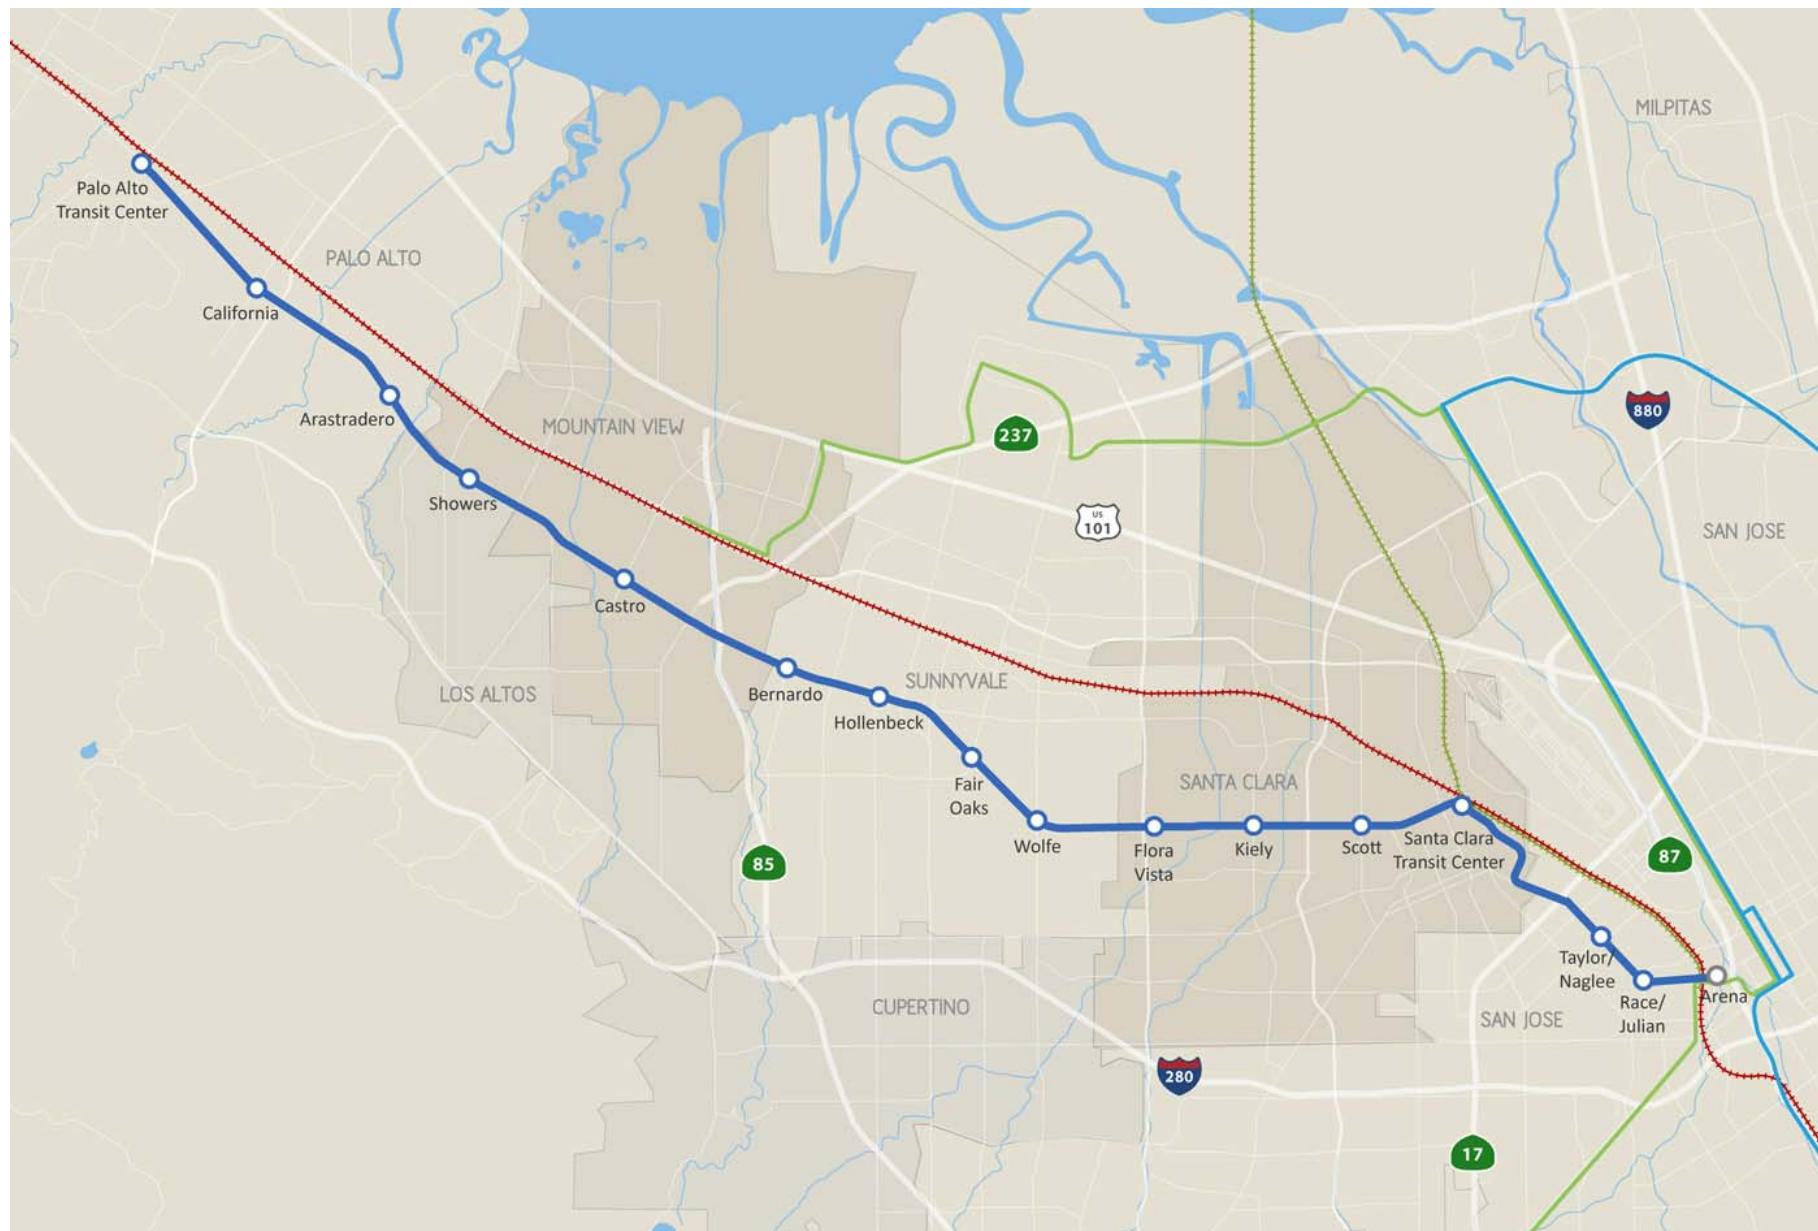 MILPITAS
Palo Alto
Transit Center
PALO ALTO
California
Arastradero
MOUNTAIN VIEW
237
880
Showers
US
101
SAN JOSE
Castro
Bernardo
SUNNYVALE
LOS ALTOS
Hollenbeck
Fair
Oaks
SANTA CLARA
Wolfe
Flora
Vista
Kiely
Scott
Santa Clara
Transit Center
85
87
Taylor/
Naglee
Race/
Julian
Arena
CUPERTINO
SAN JOSE
280
17